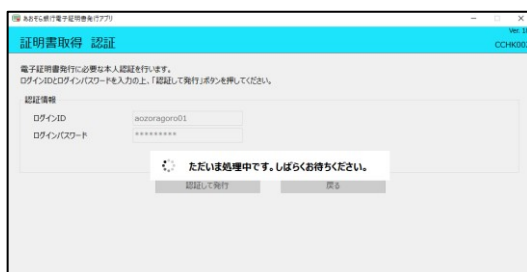 あおぞら銀行電子証明書発行アプリ
Ver. 1
証明書取得 認証
CCHK00
電子証明書発行に必要な本人認証を行います。
ログインIDとログインパスワードを入力の上、「認証して発行」ボタンを押してください。
認証情報
ログインID aozoragoro01
ログインパスワード *********
ただいま処理中です。しばらくお待ちください。
認証して発行 戻る